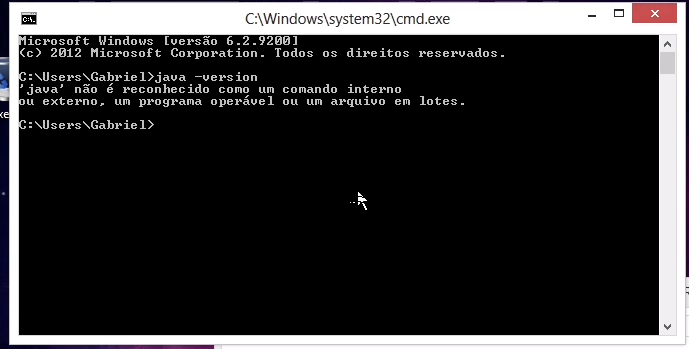 C:\Windows\system32\cmd.exe
Microsoft Windows [versão 6.2.9200]
(c) 2012 Microsoft Corporation. Todos os direitos reservados.
C:\Users\Gabriel>java -version
'java' não é reconhecido como um comando interno
ou externo, um programa operável ou um arquivo em lotes.
C:\Users\Gabriel>